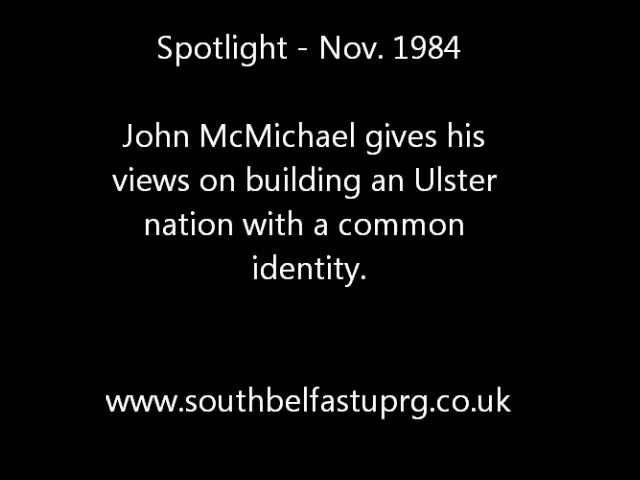 Spotlight - Nov. 1984
John McMichael gives his
views on building an Ulster
nation with a common
identity.
www.southbelfastuprg.co.uk